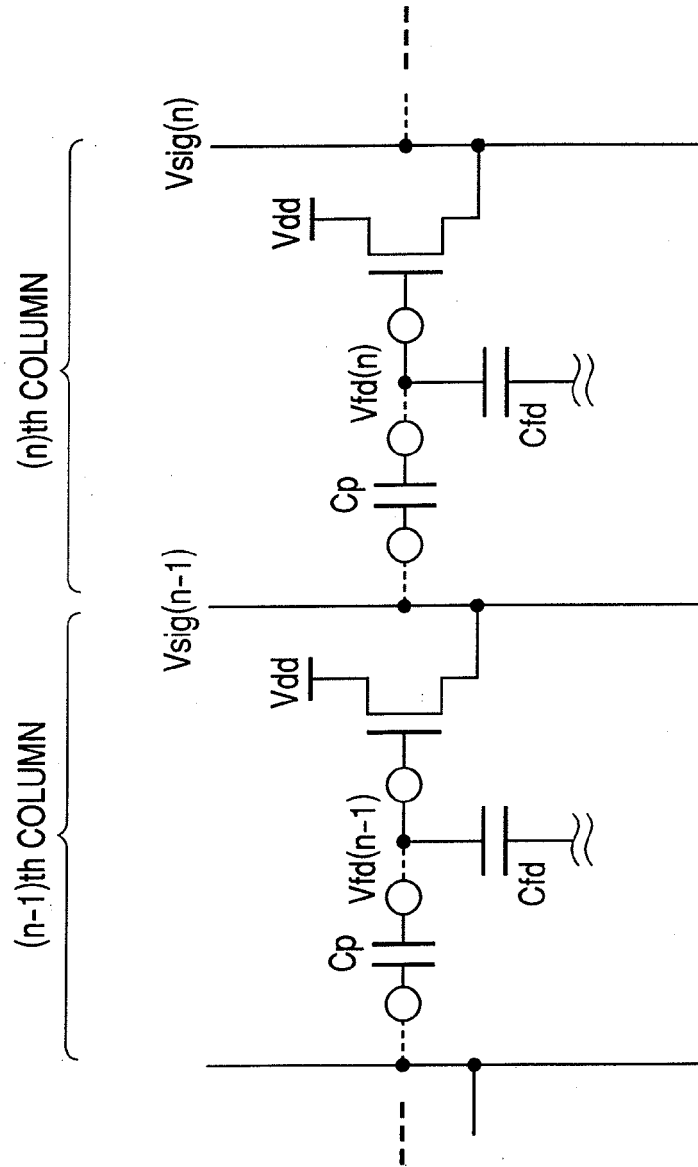 (n-1)th COLUMN
(n)th COLUMN
Vsig(n-1)
Vsig(n)
Vdd
Vdd
Vfd(n-1)
Vfd(n)
Cp
Cp
Cfd
Cfd